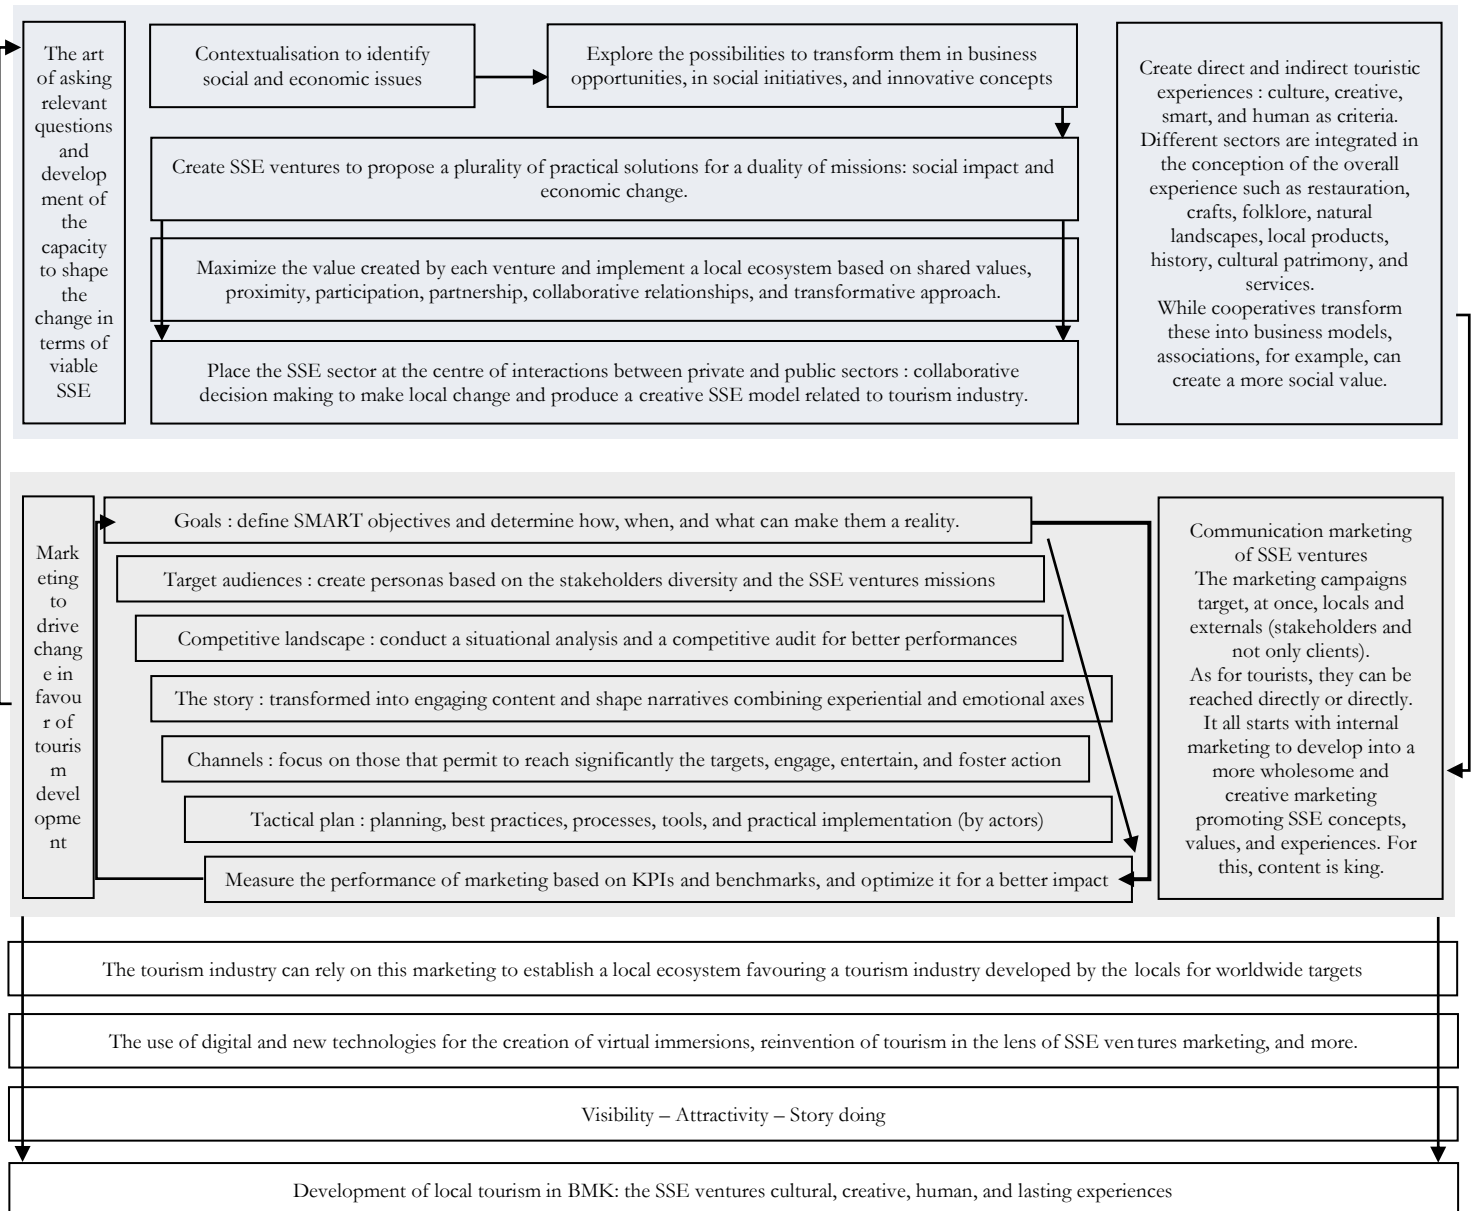 The art
of asking
relevant
questions
and
develop
ment of
the
capacity
to shape
the
change in
terms of
viable
SSE
Contextualisation to identify
social and economic issues
Explore the possibilities to transform them in business
opportunities, in social initiatives, and innovative concepts
Create SSE ventures to propose a plurality of practical solutions for a duality of missions: social impact and
economic change.
Maximize the value created by each venture and implement a local ecosystem based on shared values,
proximity, participation, partnership, collaborative relationships, and transformative approach.
Place the SSE sector at the centre of interactions between private and public sectors : collaborative
decision making to make local change and produce a creative SSE model related to tourism industry.
Create direct and indirect touristic
experiences : culture, creative,
smart, and human as criteria.
Different sectors are integrated in
the conception of the overall
experience such as restauration,
crafts, folklore, natural
landscapes, local products,
history, cultural patrimony, and
services.
While cooperatives transform
these into business models,
associations, for example, can
create a more social value.
Mark
eting
to
drive
chang
e in
favou
r of
touris
m
devel
opme
nt
Goals : define SMART objectives and determine how, when, and what can make them a reality.
Target audiences : create personas based on the stakeholders diversity and the SSE ventures missions
Competitive landscape : conduct a situational analysis and a competitive audit for better performances
The story : transformed into engaging content and shape narratives combining experiential and emotional axes
Channels : focus on those that permit to reach significantly the targets, engage, entertain, and foster action
Tactical plan : planning, best practices, processes, tools, and practical implementation (by actors)
Measure the performance of marketing based on KPIs and benchmarks, and optimize it for a better impact
Communication marketing
of SSE ventures
The marketing campaigns
target, at once, locals and
externals (stakeholders and
not only clients).
As for tourists, they can be
reached directly or directly.
It all starts with internal
marketing to develop into a
more wholesome and
creative marketing
promoting SSE concepts,
values, and experiences. For
this, content is king.
The tourism industry can rely on this marketing to establish a local ecosystem favouring a tourism industry developed by the locals for worldwide targets
The use of digital and new technologies for the creation of virtual immersions, reinvention of tourism in the lens of SSE ventures marketing, and more.
Visibility – Attractivity – Story doing
Development of local tourism in BMK: the SSE ventures cultural, creative, human, and lasting experiences